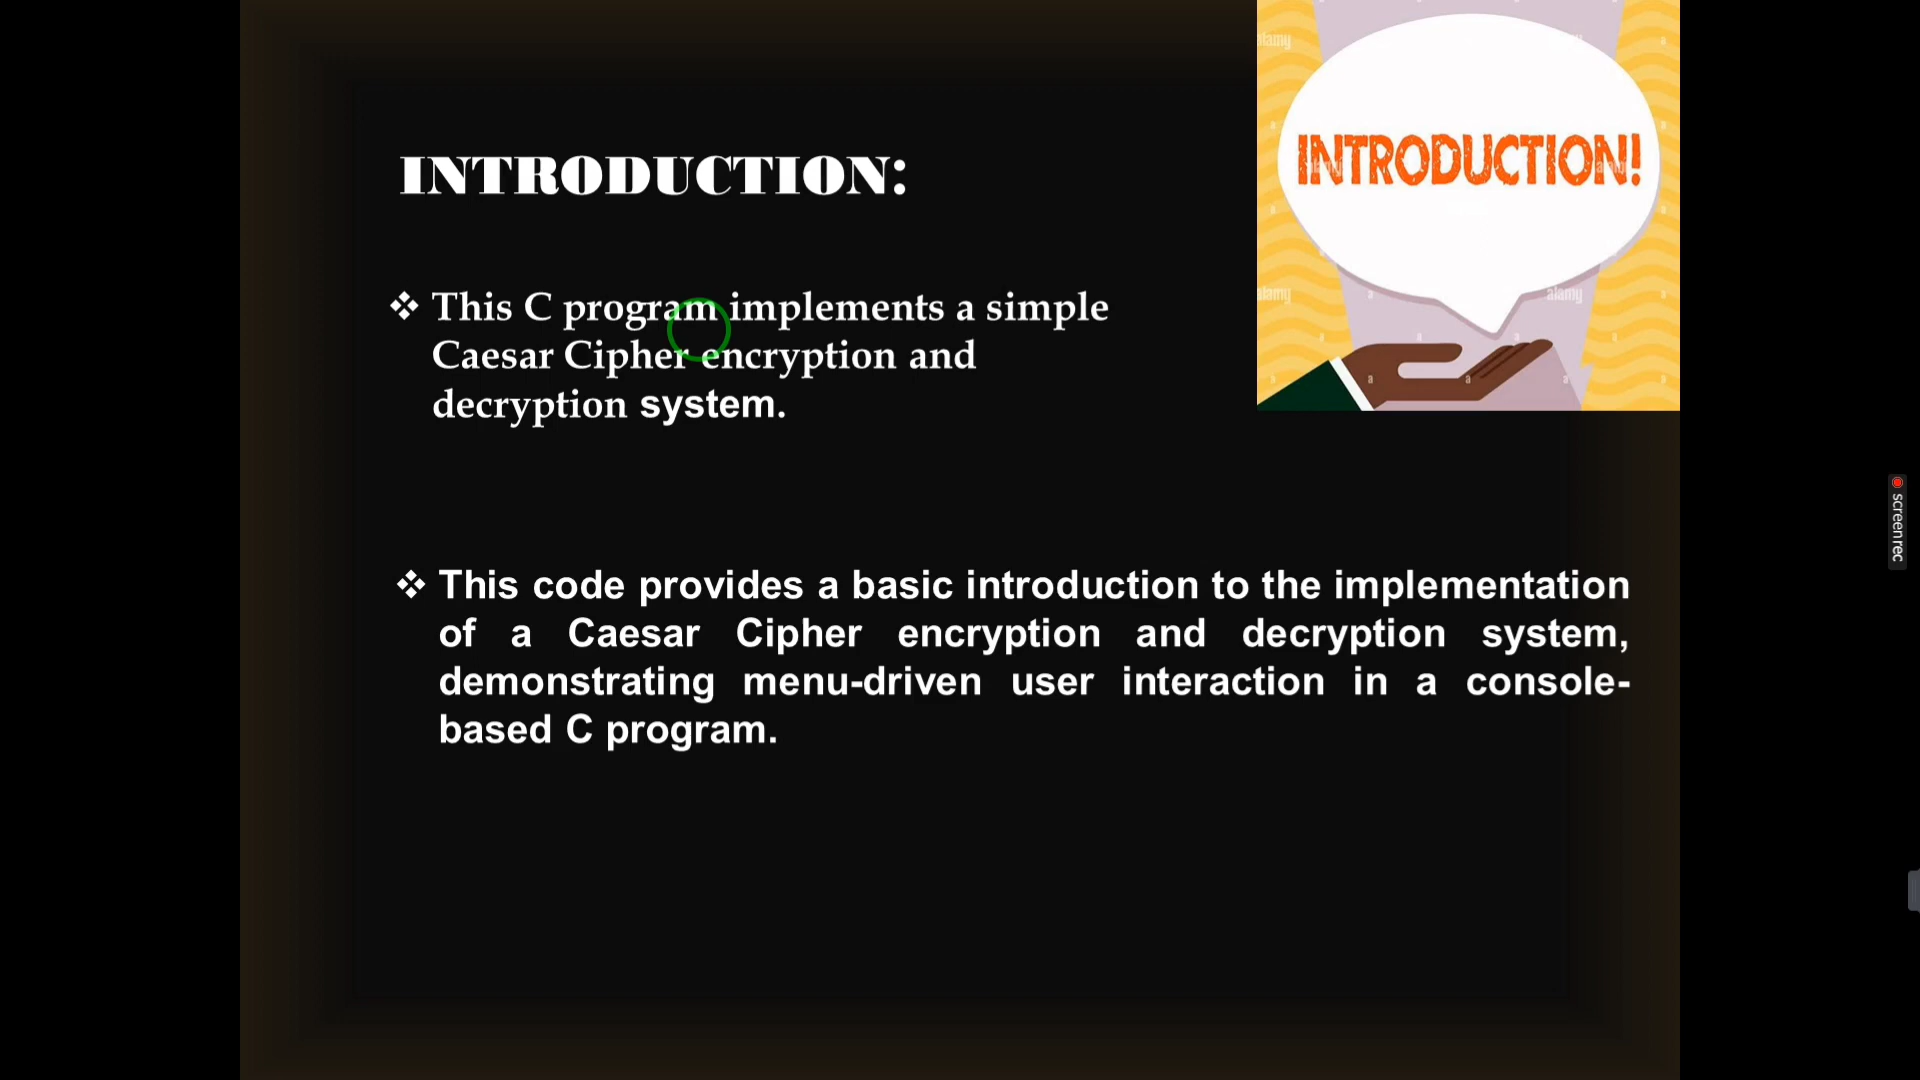 INTRODUCTION:
INTRODUCTION!
❖ This C program implements a simple
Caesar Cipher encryption and
decryption system.
❖ This code provides a basic introduction to the implementation
of a Caesar Cipher encryption and decryption system,
demonstrating menu-driven user interaction in a console-
based C program.
alamy
alamy
alamy
screenrec